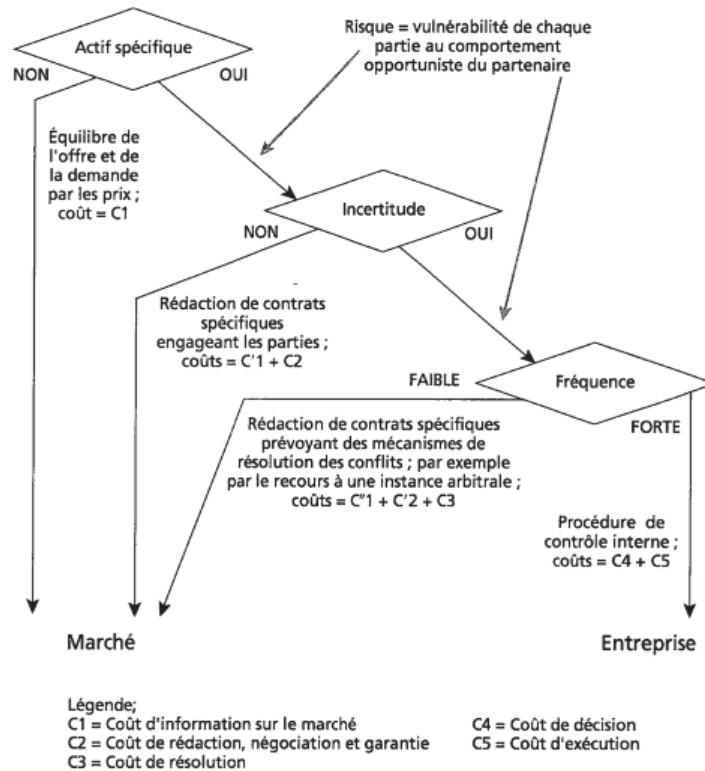 Actif spécifique
NON
OUI
Risque = vulnérabilité de chaque
partie au comportement
opportuniste du partenaire
Équilibre de
l'offre et de
la demande
par les prix ;
coût = C1
Incertitude
NON
OUI
Rédaction de contrats
spécifiques
engageant les parties ;
coûts = C'1 + C2
FAIBLE
Fréquence
FORTE
Rédaction de contrats spécifiques
prévoyant des mécanismes de
résolution des conflits ; par exemple
par le recours à une instance arbitrale ;
coûts = C"1 + C'2 + C3
Procédure de
contrôle interne ;
coûts = C4 + C5
Marché
Entreprise
Légende;
C1 = Coût d'information sur le marché
C2 = Coût de rédaction, négociation et garantie
C3 = Coût de résolution
C4 = Coût de décision
C5 = Coût d'exécution